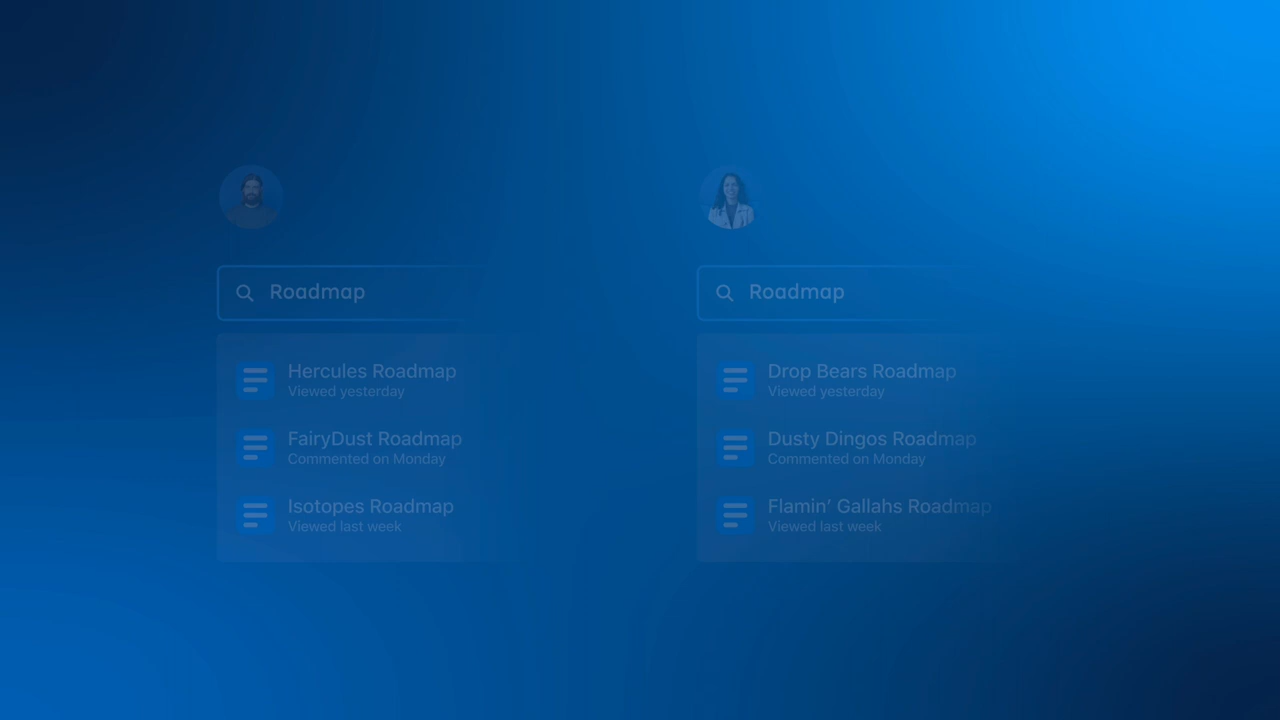 Roadmap
Hercules Roadmap
Viewed yesterday
FairyDust Roadmap
Commented on Monday
Isotopes Roadmap
Viewed last week
Roadmap
Drop Bears Roadmap
Viewed yesterday
Dusty Dingos Roadmap
Commented on Monday
Flamin’ Gallahs Roadmap
Viewed last week